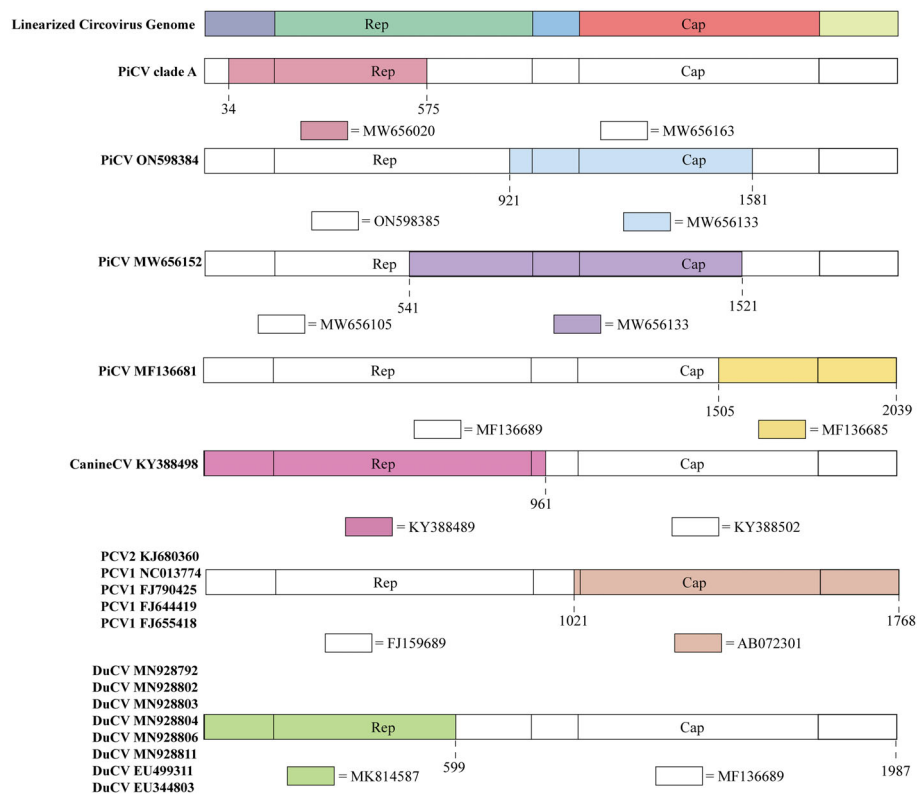 Linearized Circovirus Genome Rep Cap
PiCV clade A Rep Cap
34 575
= MW656020 = MW656163
PiCV ON598384 Rep Cap
921 1581
= ON598385 = MW656133
PiCV MW656152 Rep Cap
541 1521
= MW656105 = MW656133
PiCV MF136681 Rep Cap
1505 2039
= MF136689 = MF136685
CanineCV KY388498 Rep Cap
961
= KY388489 = KY388502
PCV2 KJ680360
PCV1 NC013774
PCV1 FJ790425
PCV1 FJ644419
PCV1 FJ655418
Rep Cap
1021 1768
= FJ159689 = AB072301
DuCV MN928792
DuCV MN928802
DuCV MN928803
DuCV MN928804
DuCV MN928806
DuCV MN928811
DuCV EU499311
DuCV EU344803
Rep Cap
599 1987
= MK814587 = MF136689